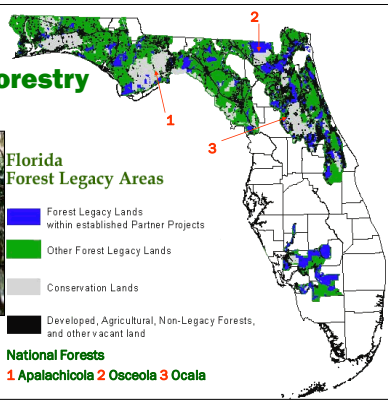 2
orestry
1
3
Florida
Forest Legacy Areas
Forest Legacy Lands
within established Partner Projects
Other Forest Legacy Lands
Conservation Lands
Developed, Agricultural, Non-Legacy Forests,
and other vacant land
National Forests
1 Apalachicola 2 Osceola 3 Ocala